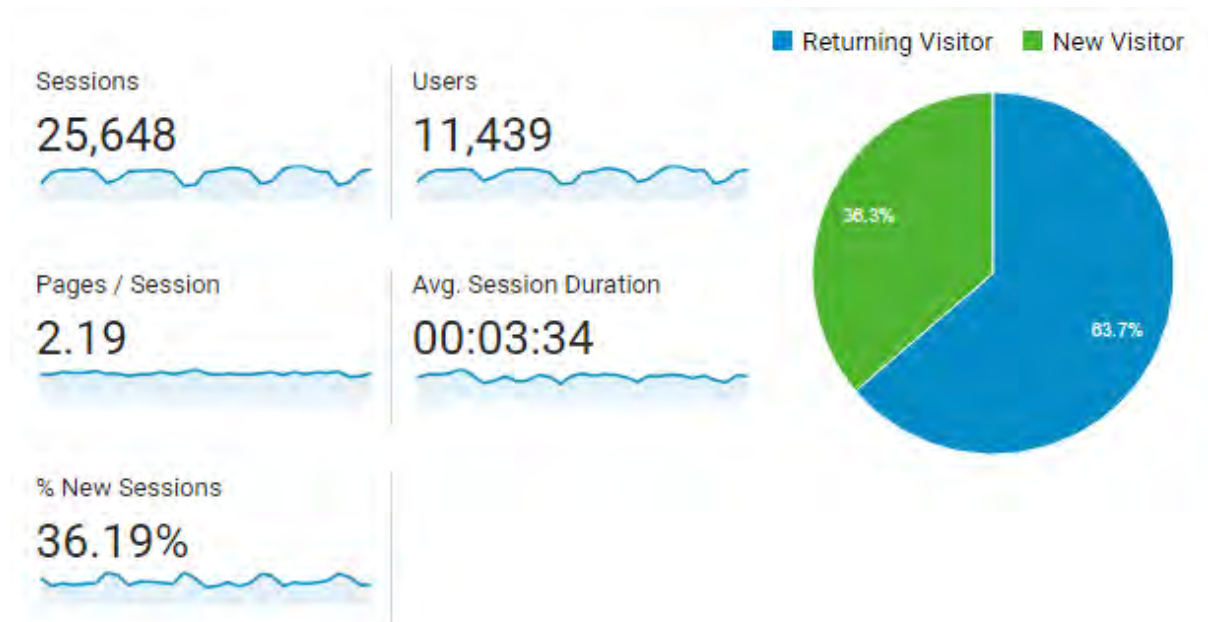 Returning Visitor New Visitor
Sessions
25,648
Users
11,439
Pages / Session
2.19
Avg. Session Duration
00:03:34
% New Sessions
36.19%
36.3%
63.7%